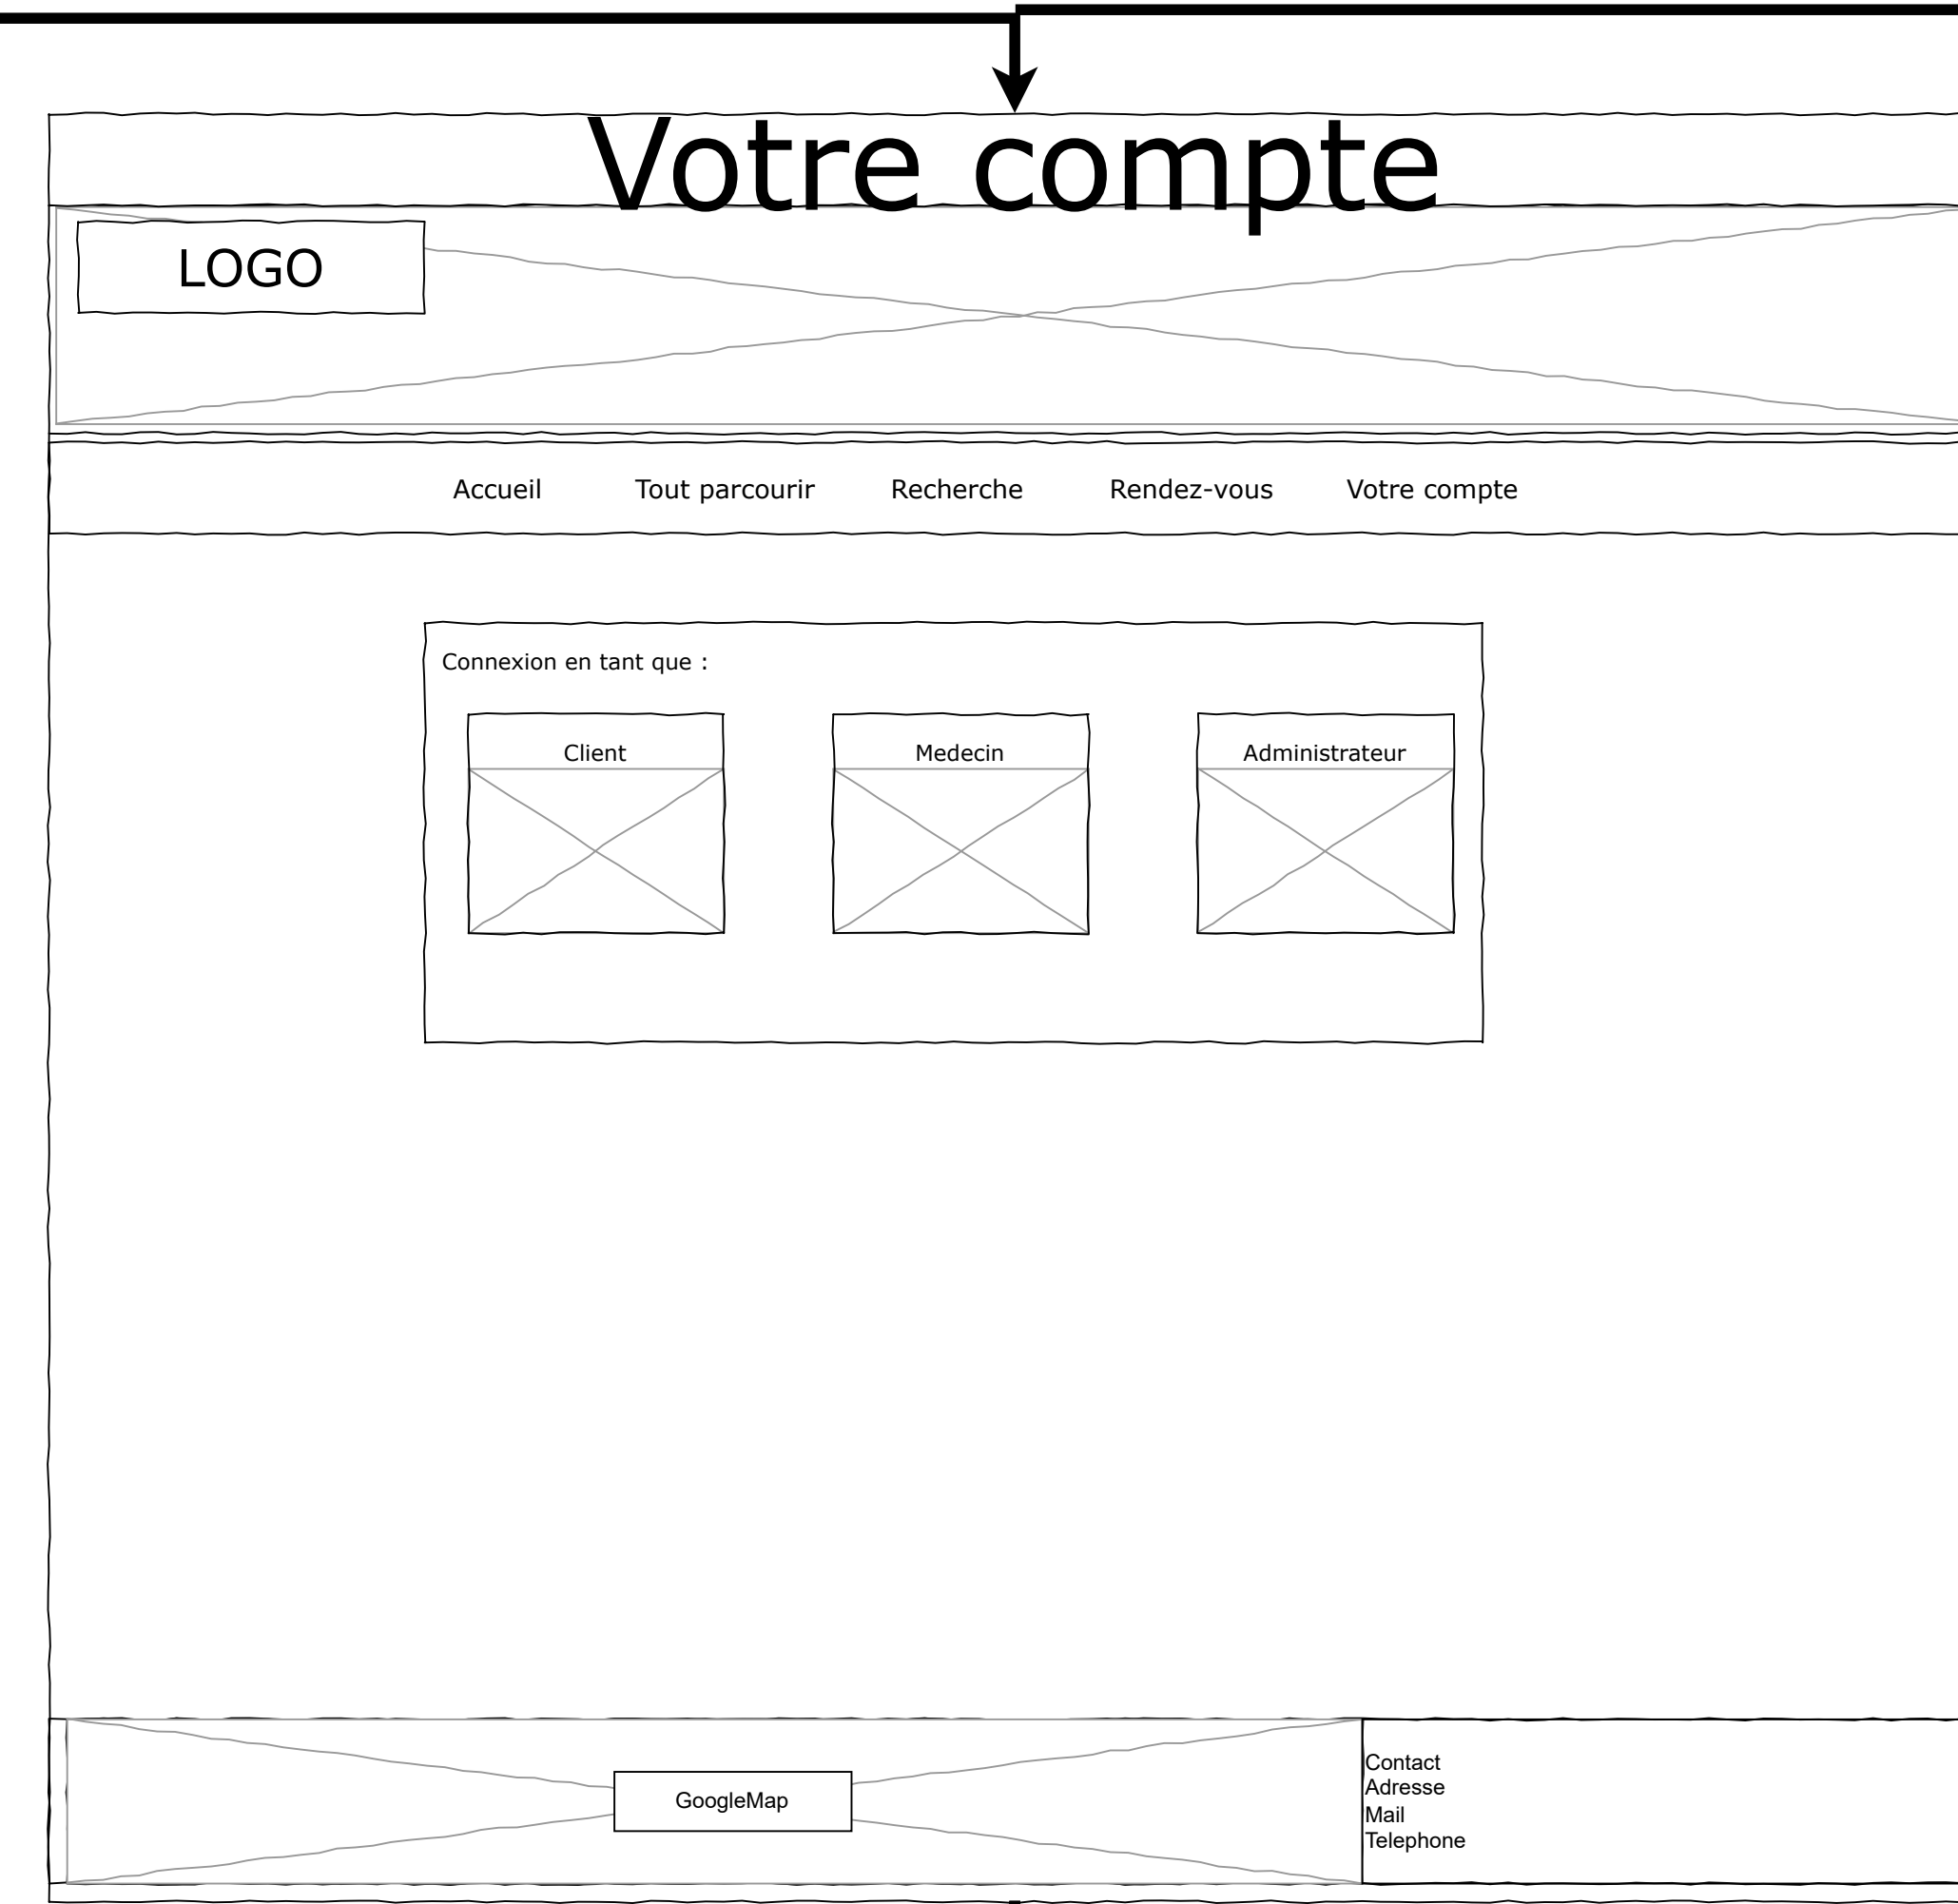 Votre compte
LOGO
Accueil Tout parcourir Recherche Rendez-vous Votre compte
Connexion en tant que :
Client Medecin Administrateur
GoogleMap
Contact
Adresse
Mail
Telephone